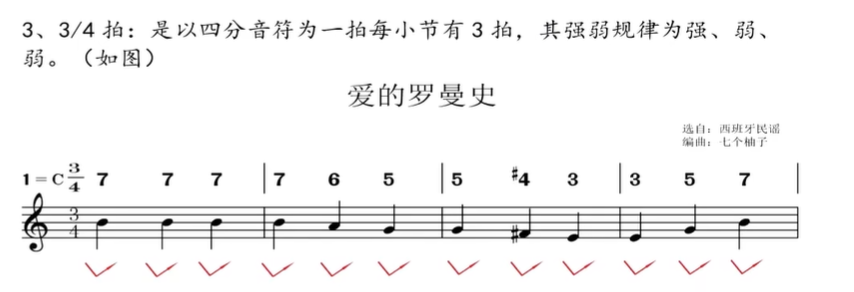 3、3/4 拍：是以四分音符为一拍每小节有 3 拍，其强弱规律为强、弱、
弱。（如图）
爱的罗曼史
选自：西班牙民谣
编曲：七个柚子
1=C 3/4 7 7 7 | 7 6 5 | 5 #4 3 | 3 5 7 |
3
4